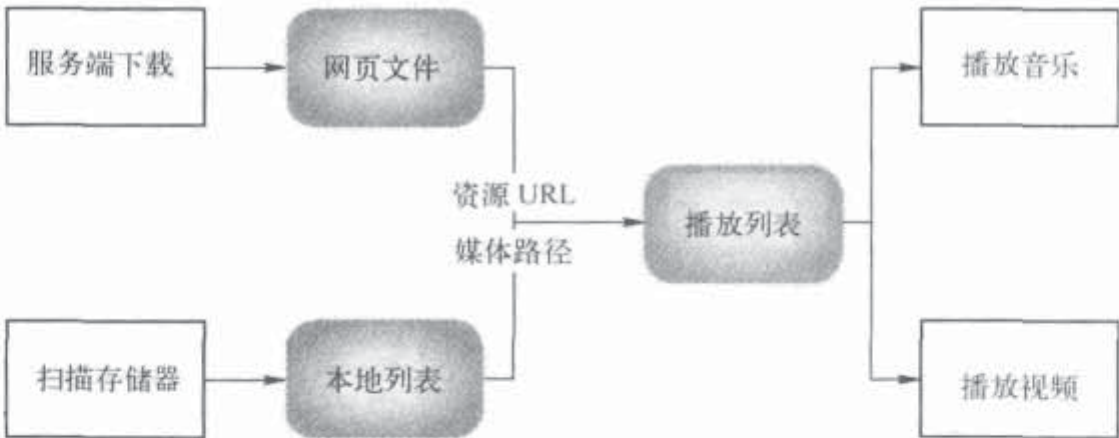 服务端下载
网页文件
播放音乐
资源 URL
播放列表
媒体路径
扫描存储器
本地列表
播放视频